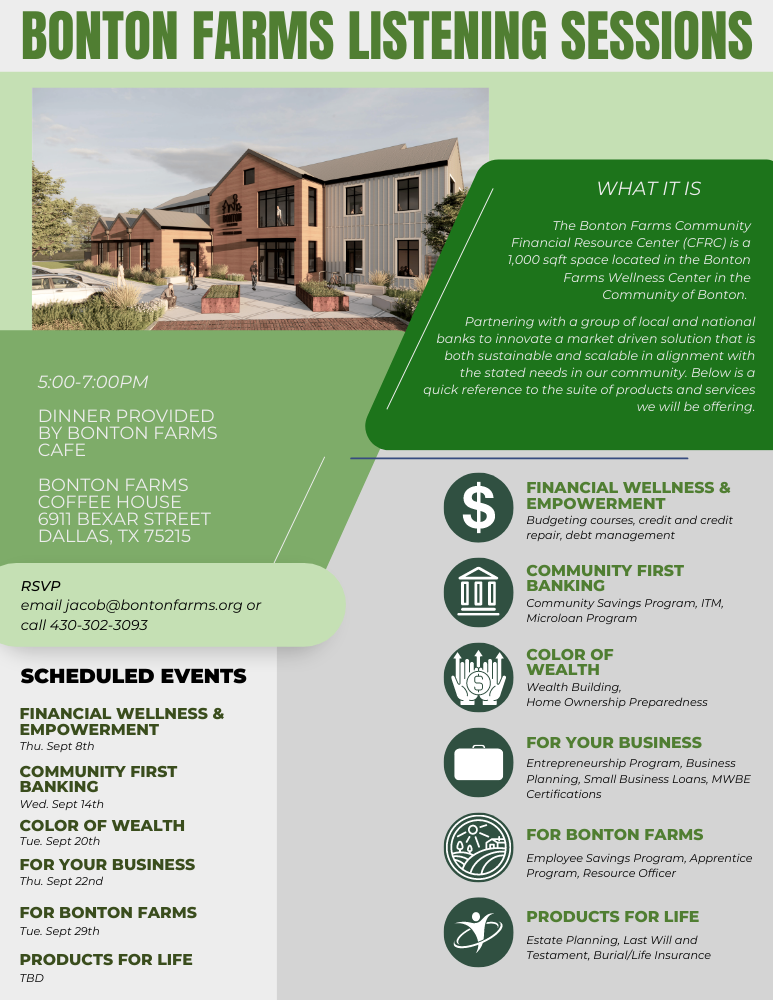 BONTON FARMS LISTENING SESSIONS
BONTON
WHAT IT IS
The Bonton Farms Community
Financial Resource Center (CFRC) is a
1,000 sqft space located in the Bonton
Farms Wellness Center in the
Community of Bonton.
Partnering with a group of local and national
banks to innovate a market driven solution that is
both sustainable and scalable in alignment with
the stated needs in our community. Below is a
quick reference to the suite of products and services
we will be offering.
5:00-7:00PM
DINNER PROVIDED
BY BONTON FARMS
CAFE
BONTON FARMS
COFFEE HOUSE
6911 BEXAR STREET
DALLAS, TX 75215
RSVP
email jacob@bontonfarms.org or
call 430-302-3093
SCHEDULED EVENTS
FINANCIAL WELLNESS &
EMPOWERMENT
Thu. Sept 8th
COMMUNITY FIRST
BANKING
Wed. Sept 14th
COLOR OF WEALTH
Tue. Sept 20th
FOR YOUR BUSINESS
Thu. Sept 22nd
FOR BONTON FARMS
Tue. Sept 29th
PRODUCTS FOR LIFE
TBD
$
FINANCIAL WELLNESS &
EMPOWERMENT
Budgeting courses, credit and credit
repair, debt management
COMMUNITY FIRST
BANKING
Community Savings Program, ITM,
Microloan Program
$
COLOR OF
WEALTH
Wealth Building,
Home Ownership Preparedness
FOR YOUR BUSINESS
Entrepreneurship Program, Business
Planning, Small Business Loans, MWBE
Certifications
FOR BONTON FARMS
Employee Savings Program, Apprentice
Program, Resource Officer
PRODUCTS FOR LIFE
Estate Planning, Last Will and
Testament, Burial/Life Insurance